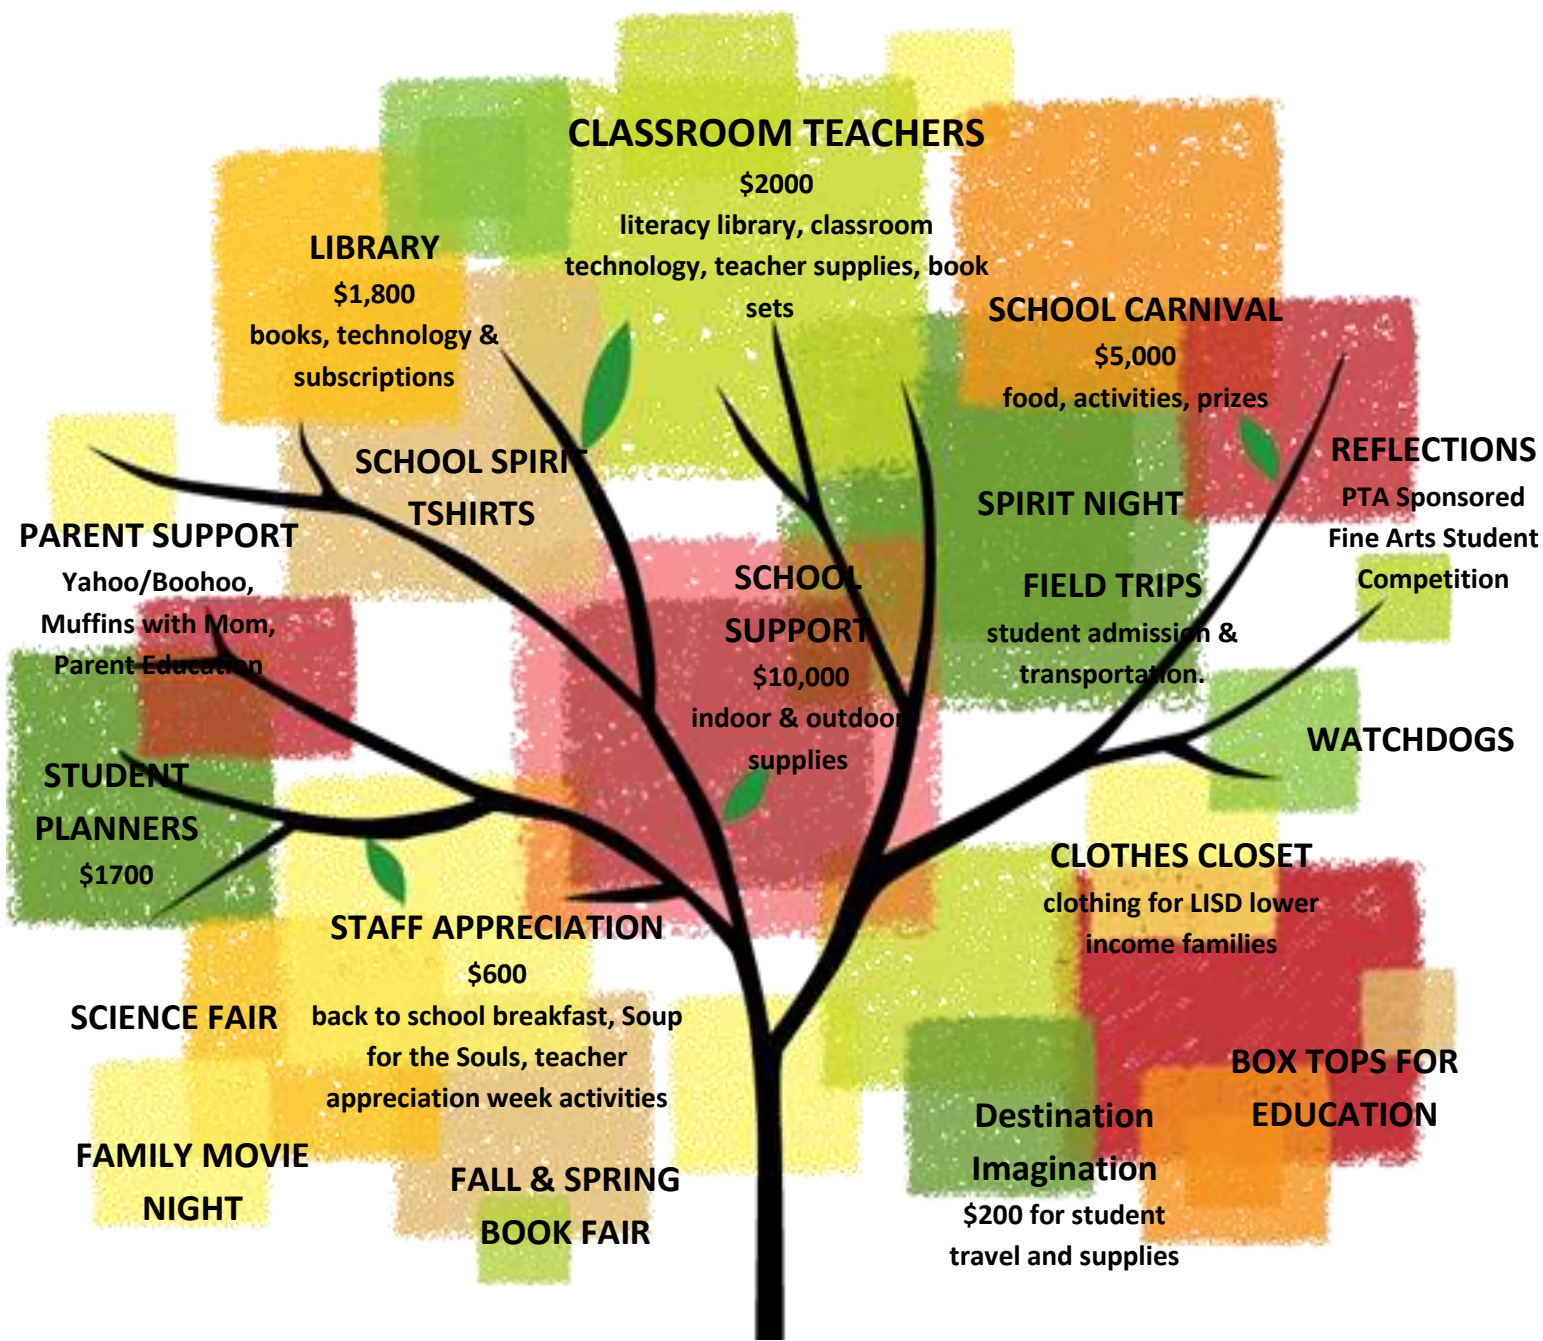 CLASSROOM TEACHERS
$2000
literacy library, classroom
technology, teacher supplies, book
sets
LIBRARY
$1,800
books, technology &
subscriptions
SCHOOL CARNIVAL
$5,000
food, activities, prizes
SCHOOL SPIRIT
TSHIRTS
REFLECTIONS
PTA Sponsored
Fine Arts Student
Competition
SPIRIT NIGHT
PARENT SUPPORT
Yahoo/Boohoo,
Muffins with Mom,
Parent Education
SCHOOL
SUPPORT
$10,000
indoor & outdoor
supplies
FIELD TRIPS
student admission &
transportation.
WATCHDOGS
STUDENT
PLANNERS
$1700
CLOTHES CLOSET
clothing for LISD lower
income families
STAFF APPRECIATION
$600
back to school breakfast, Soup
for the Souls, teacher
appreciation week activities
SCIENCE FAIR
BOX TOPS FOR
EDUCATION
Destination
Imagination
$200 for student
travel and supplies
FAMILY MOVIE
NIGHT
FALL & SPRING
BOOK FAIR